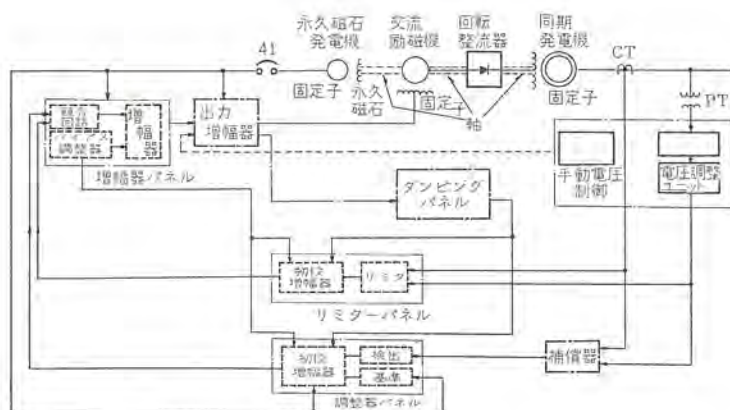 永久磁石
発電機
交流
励磁機
回転
整流器
同期
発電機
CT
41
固定子
永久
磁石
固定子
軸
固定子
PT
増
幅
器
バイアス
調整器
出力
増幅器
増幅器パネル
手動電圧
制御
電圧調整
ユニット
ダンピング
パネル
初段
増幅器
リミタ
リミターパネル
初段
増幅器
検出
基準
調整器パネル
補償器